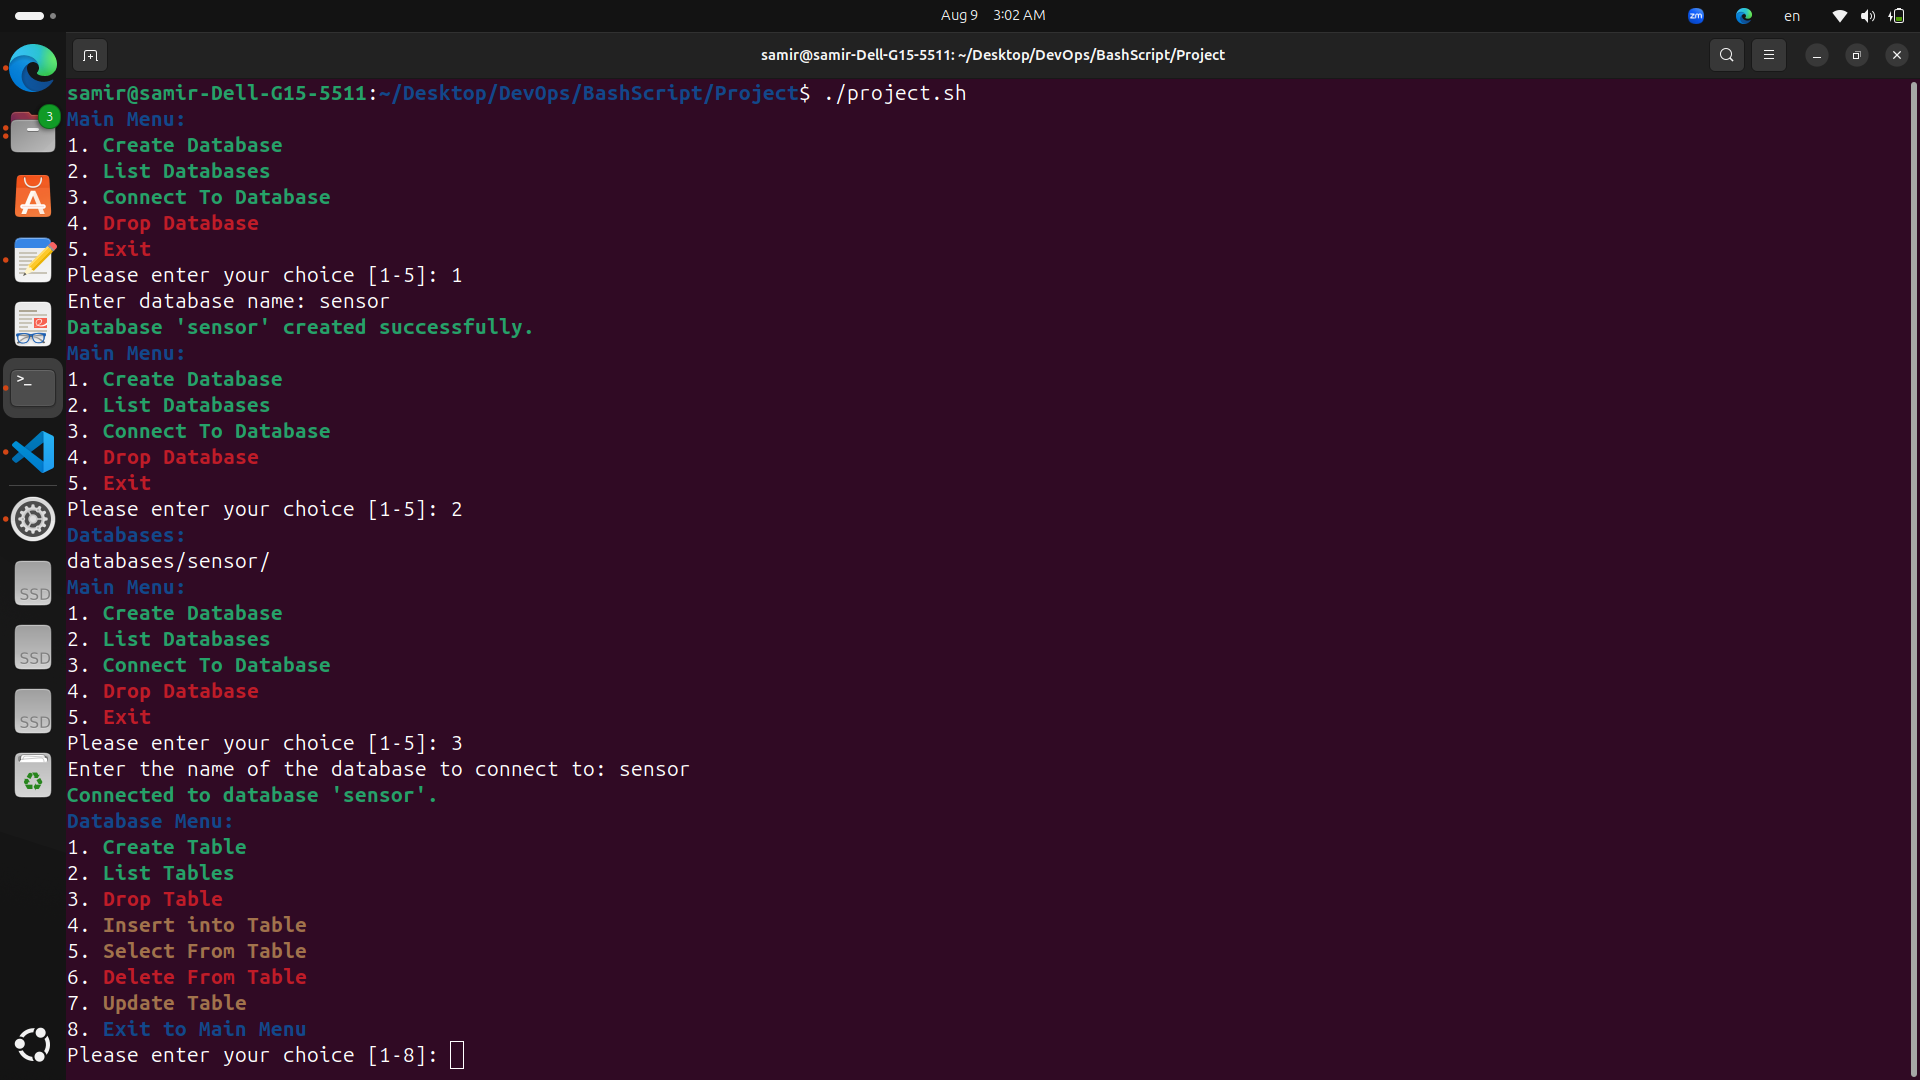 Aug 9 3:02 AM
zm
en
samir@samir-Dell-G15-5511: ~/Desktop/DevOps/BashScript/Project
3
SSD
SSD
SSD
samir@samir-Dell-G15-5511:~/Desktop/DevOps/BashScript/Project$ ./project.sh
Main Menu:
1. Create Database
2. List Databases
3. Connect To Database
4. Drop Database
5. Exit
Please enter your choice [1-5]: 1
Enter database name: sensor
Database 'sensor' created successfully.
Main Menu:
1. Create Database
2. List Databases
3. Connect To Database
4. Drop Database
5. Exit
Please enter your choice [1-5]: 2
Databases:
databases/sensor/
Main Menu:
1. Create Database
2. List Databases
3. Connect To Database
4. Drop Database
5. Exit
Please enter your choice [1-5]: 3
Enter the name of the database to connect to: sensor
Connected to database 'sensor'.
Database Menu:
1. Create Table
2. List Tables
3. Drop Table
4. Insert into Table
5. Select From Table
6. Delete From Table
7. Update Table
8. Exit to Main Menu
Please enter your choice [1-8]: